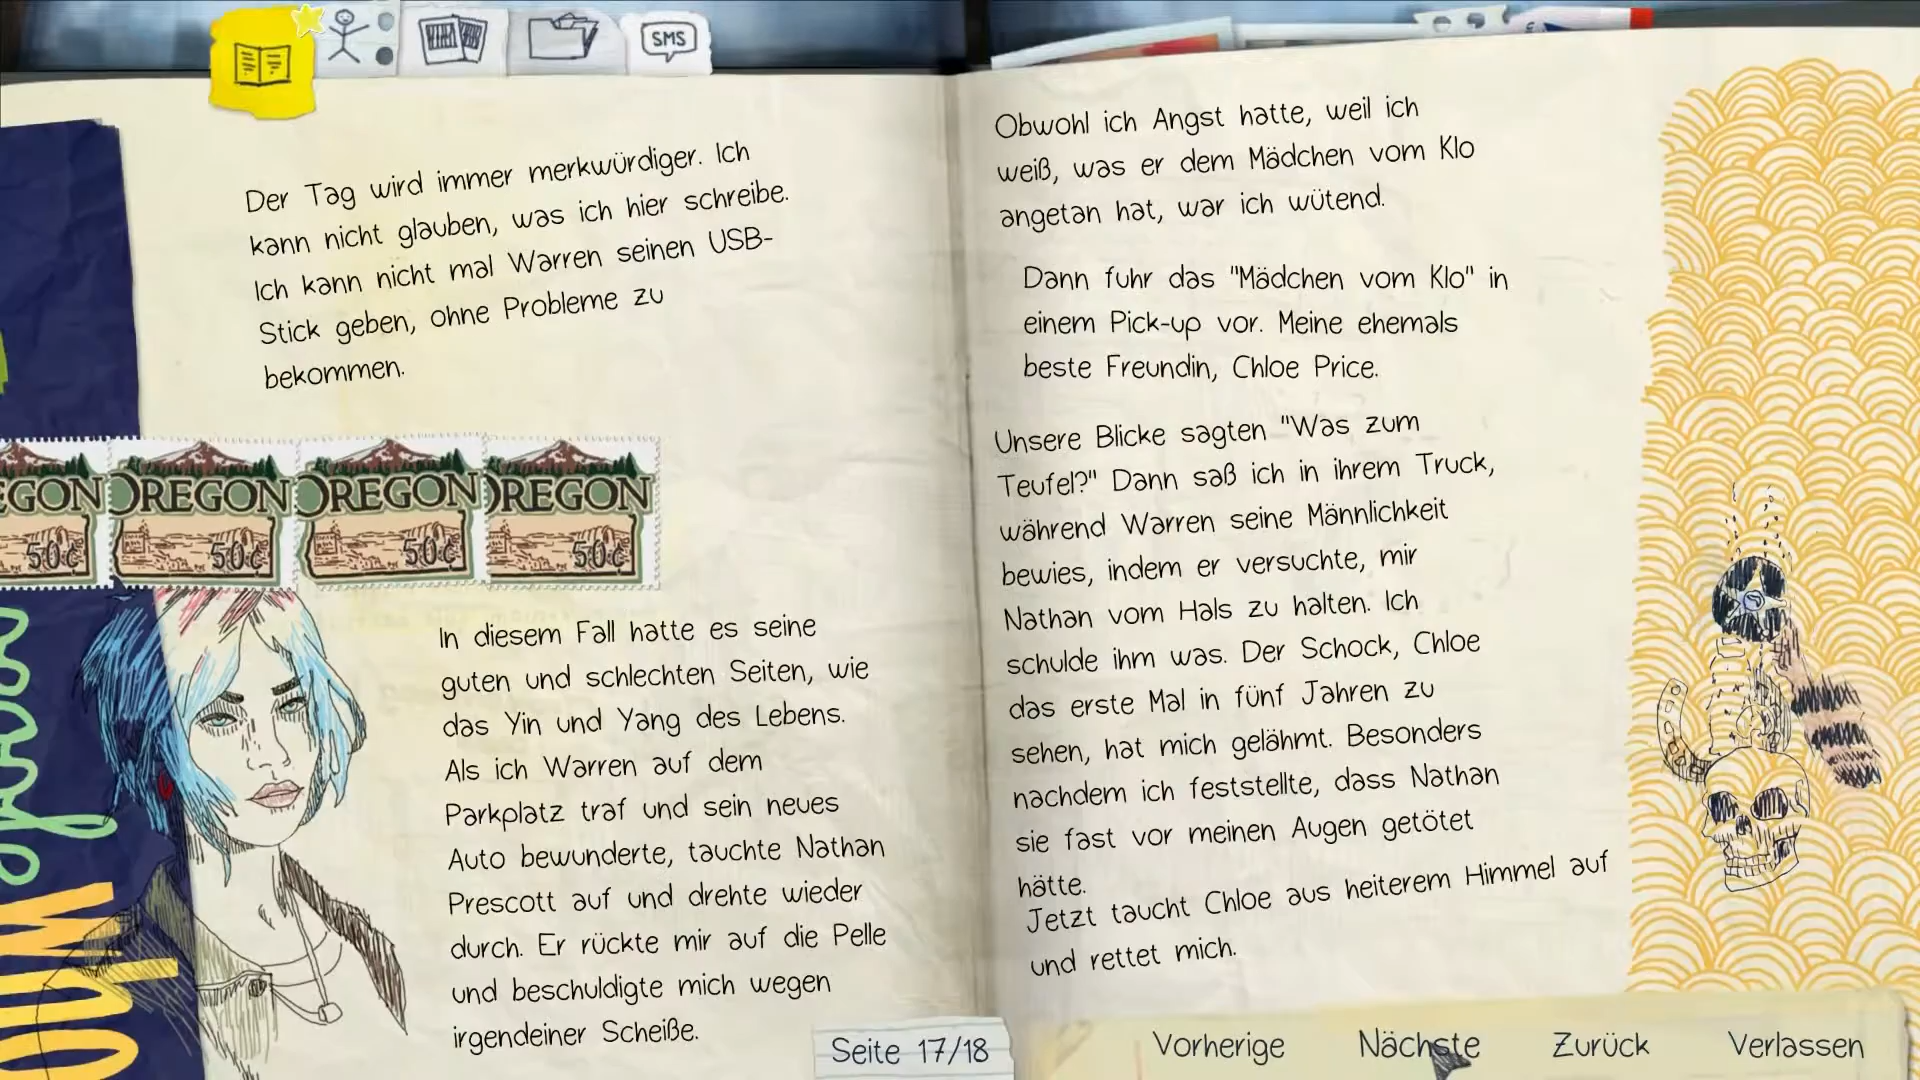 SMS
Der Tag wird immer merkwürdiger. Ich
kann nicht glauben, was ich hier schreibe.
Ich kann nicht mal Warren seinen USB-
Stick geben, ohne Probleme zu
bekommen.
EGON 50¢
OREGON 50¢
OREGON 50¢
OREGON 50¢
In diesem Fall hatte es seine
guten und schlechten Seiten, wie
das Yin und Yang des Lebens.
Als ich Warren auf dem
Parkplatz traf und sein neues
Auto bewunderte, tauchte Nathan
Prescott auf und drehte wieder
durch. Er rückte mir auf die Pelle
und beschuldigte mich wegen
irgendeiner Scheiße.
who
Obwohl ich Angst hatte, weil ich
weiß, was er dem Mädchen vom Klo
angetan hat, war ich wütend.
Dann fuhr das "Mädchen vom Klo" in
einem Pick-up vor. Meine ehemals
beste Freundin, Chloe Price.
Unsere Blicke sagten "Was zum
Teufel?" Dann saß ich in ihrem Truck,
während Warren seine Männlichkeit
bewies, indem er versuchte, mir
Nathan vom Hals zu halten. Ich
schulde ihm was. Der Schock, Chloe
das erste Mal in fünf Jahren zu
sehen, hat mich gelähmt. Besonders
nachdem ich feststellte, dass Nathan
sie fast vor meinen Augen getötet
hätte.
Jetzt taucht Chloe aus heiterem Himmel auf
und rettet mich.
Seite 17/18
Vorherige Nächste Zurück Verlassen